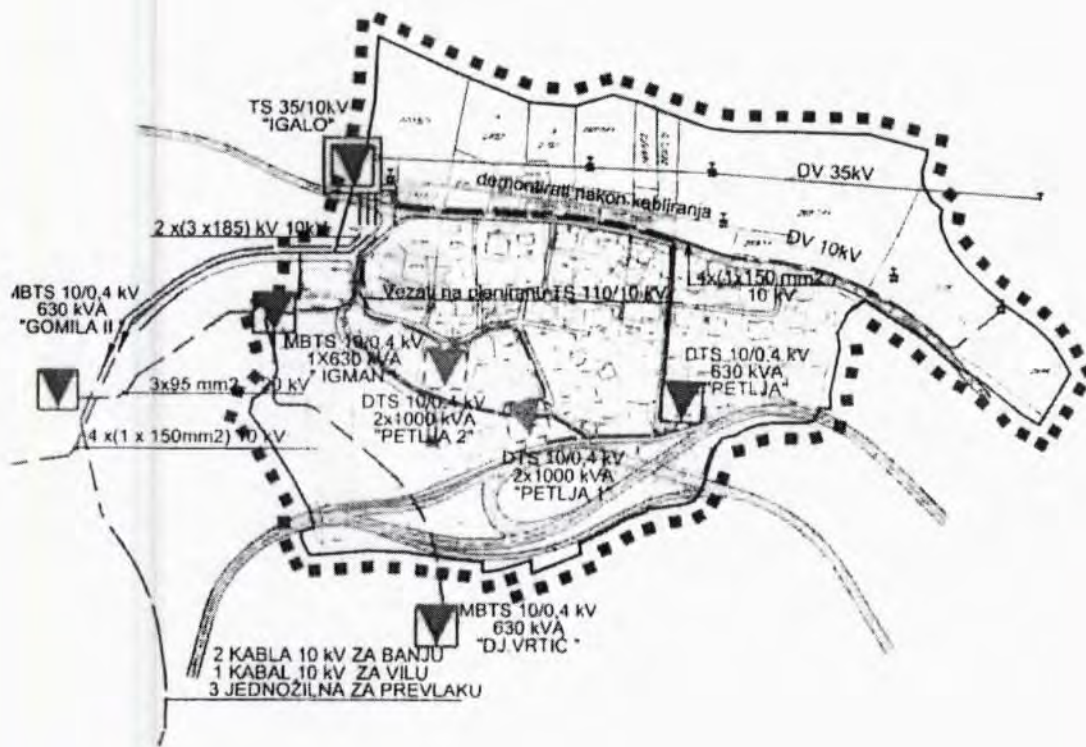 TS 35/10kV
"IGALO"
DV 35kV
demontirati nakon kabliranja
2 x(3 x185) kV 10kV
DV 10kV
4x(1x150 mm2)
10 kV
Vezati na planiranu TS 110/10 kV
MBTS 10/0,4 kV
630 kVA
"GOMILA II"
MBTS 10/0,4 kV
1X630 kVA
"IGMAN"
DTS 10/0,4 kV
630 kVA
"PETLJA"
3x95 mm2
4 x(1 x 150mm2) 10 kV
DTS 10/0,4 kV
2x1000 kVA
"PETLJA 2"
DTS 10/0,4 kV
2x1000 kVA
"PETLJA 1"
MBTS 10/0,4 kV
630 kVA
"DJ.VRTIĆ "
2 KABLA 10 kV ZA BANJU
1 KABAL 10 kV ZA VILU
3 JEDNOŽILNA ZA PREVLAKU